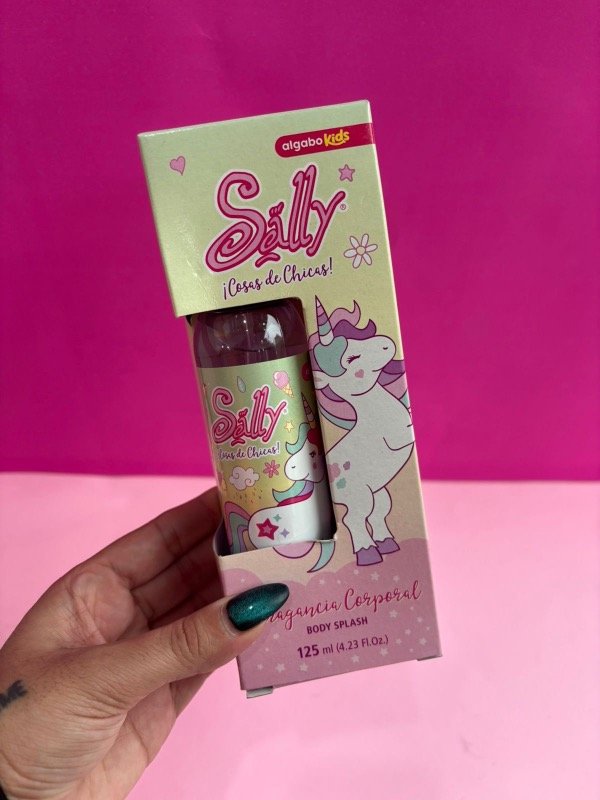 algabo kids
Sally
¡Cosas de Chicas!
Sally
¡Cosas de Chicas!
Corporal
BODY SPLASH
125 ml (4.23 Fl.Oz.)